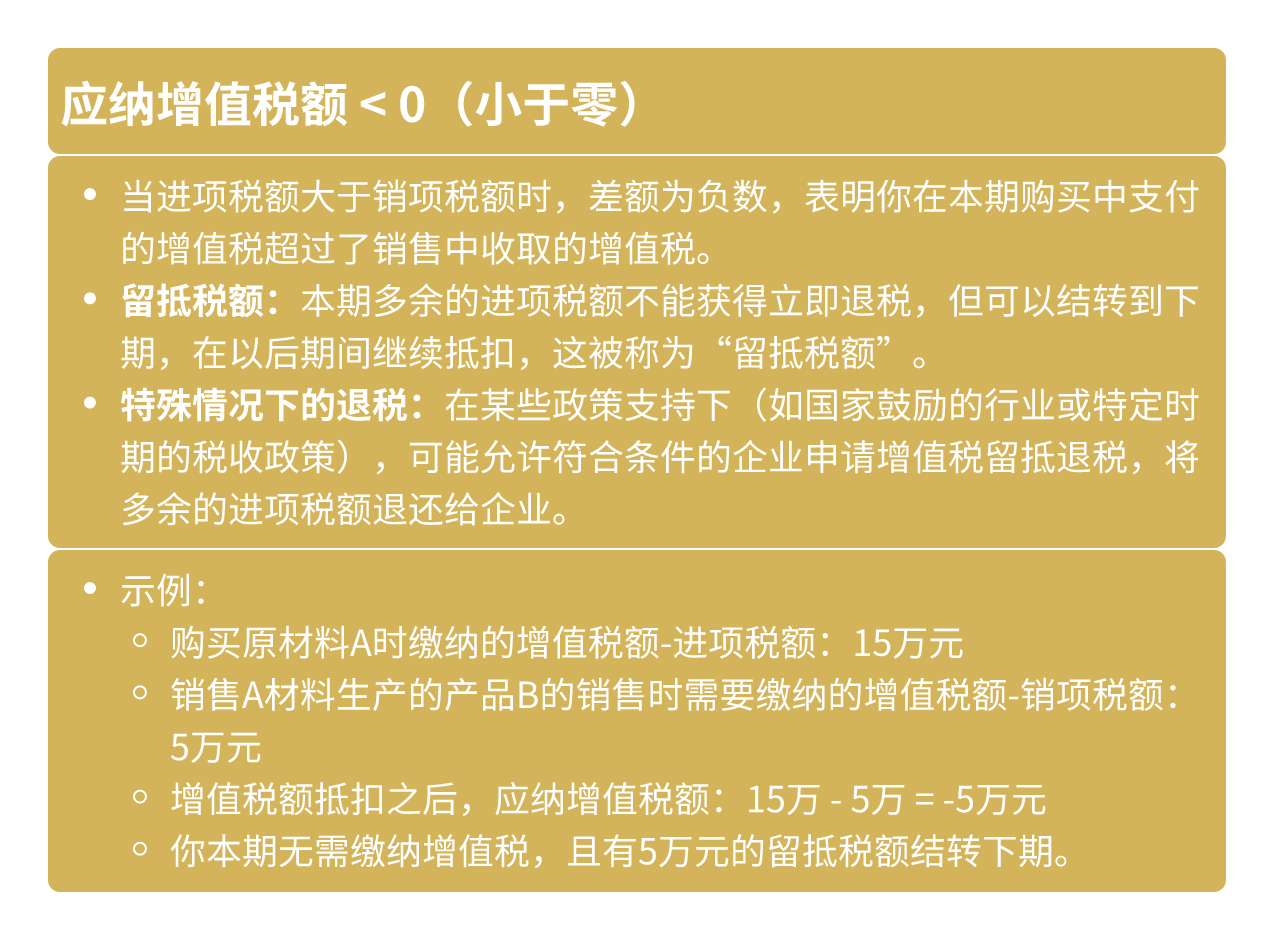 应纳增值税额 < 0（小于零）
• 当进项税额大于销项税额时，差额为负数，表明你在本期购买中支付
的增值税超过了销售中收取的增值税。
• 留抵税额：本期多余的进项税额不能获得立即退税，但可以结转到下
期，在以后期间继续抵扣，这被称为“留抵税额”。
• 特殊情况下的退税：在某些政策支持下（如国家鼓励的行业或特定时
期的税收政策），可能允许符合条件的企业申请增值税留抵退税，将
多余的进项税额退还给企业。
• 示例：
○ 购买原材料A时缴纳的增值税额-进项税额：15万元
○ 销售A材料生产的产品B的销售时需要缴纳的增值税额-销项税额：
5万元
○ 增值税额抵扣之后，应纳增值税额：15万 - 5万 = -5万元
○ 你本期无需缴纳增值税，且有5万元的留抵税额结转下期。